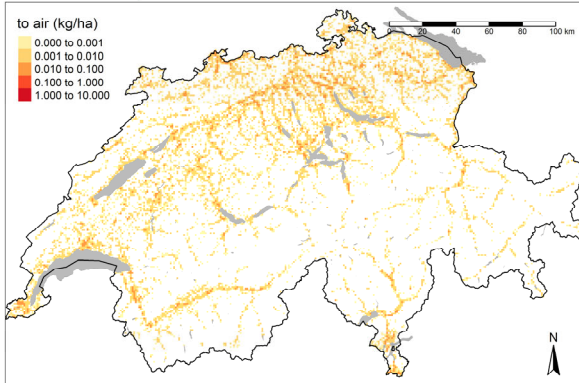 to air (kg/ha)
0.000 to 0.001
0.001 to 0.010
0.010 to 0.100
0.100 to 1.000
1.000 to 10.000
0 20 40 60 80 100 km
N